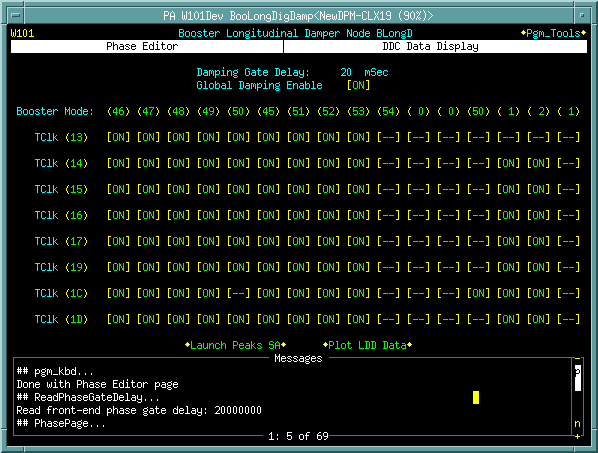 PA W101Dev BooLongDigDamp<NewDPM-CLX19 (90%)>
W101 Booster Longitudinal Damper Node BLongD ◆Pgm_Tools◆
Phase Editor DDC Data Display
Damping Gate Delay: 20 mSec
Global Damping Enable [ON]
Booster Mode: (46) (47) (48) (49) (50) (45) (51) (52) (53) (54) ( 0) ( 0) (50) ( 1) ( 2) ( 1)
TClk (13) [ON] [ON] [ON] [ON] [ON] [ON] [ON] [ON] [ON] [--] [--] [--] [--] [--] [--] [--]
TClk (14) [ON] [ON] [ON] [ON] [ON] [ON] [ON] [ON] [ON] [--] [--] [--] [--] [ON] [ON] [--]
TClk (15) [ON] [ON] [ON] [ON] [ON] [ON] [ON] [ON] [ON] [--] [--] [--] [--] [ON] [ON] [--]
TClk (16) [ON] [ON] [ON] [ON] [ON] [ON] [ON] [ON] [ON] [--] [--] [--] [--] [ON] [ON] [--]
TClk (17) [ON] [ON] [ON] [ON] [ON] [ON] [ON] [ON] [ON] [--] [--] [--] [--] [ON] [ON] [--]
TClk (19) [ON] [ON] [ON] [ON] [ON] [ON] [ON] [ON] [ON] [--] [--] [--] [--] [ON] [ON] [--]
TClk (1C) [ON] [ON] [ON] [ON] [--] [ON] [ON] [ON] [ON] [--] [--] [--] [ON] [ON] [ON] [--]
TClk (1D) [ON] [ON] [ON] [ON] [ON] [ON] [ON] [ON] [ON] [--] [--] [--] [--] [ON] [ON] [--]
◆Launch Peaks SA◆ ◆Plot LDD Data◆
Messages
## pgm_kbd...
Done with Phase Editor page
## ReadPhaseGateDelay...
Read front-end phase gate delay: 20000000
## PhasePage...
- p n +
1: 5 of 69